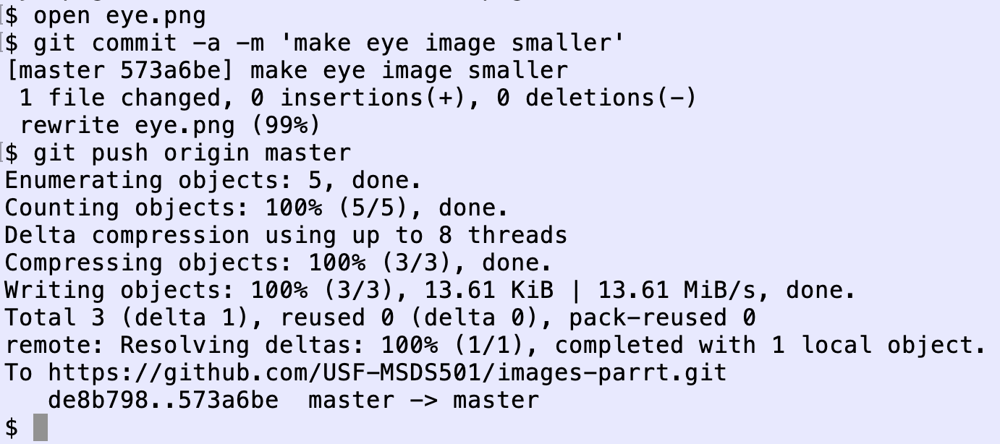 $ open eye.png
$ git commit -a -m 'make eye image smaller'
[master 573a6be] make eye image smaller
 1 file changed, 0 insertions(+), 0 deletions(-)
 rewrite eye.png (99%)
$ git push origin master
Enumerating objects: 5, done.
Counting objects: 100% (5/5), done.
Delta compression using up to 8 threads
Compressing objects: 100% (3/3), done.
Writing objects: 100% (3/3), 13.61 KiB | 13.61 MiB/s, done.
Total 3 (delta 1), reused 0 (delta 0), pack-reused 0
remote: Resolving deltas: 100% (1/1), completed with 1 local object.
To https://github.com/USF-MSDS501/images-parrt.git
   de8b798..573a6be  master -> master
$